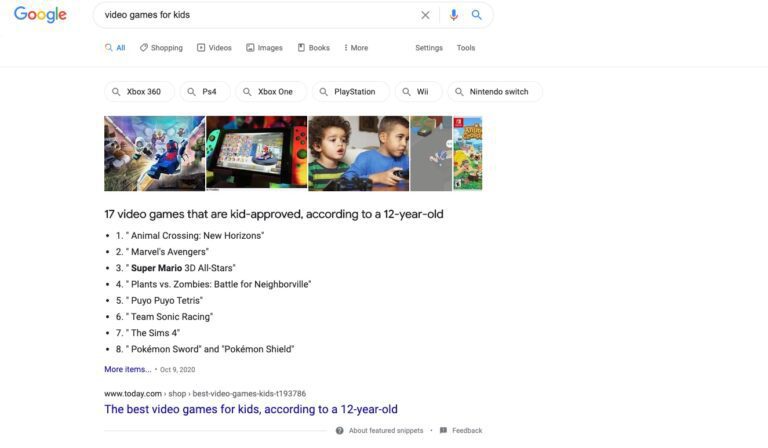 Google
video games for kids
All
Shopping
Videos
Images
Books
More
Settings
Tools
Xbox 360
Ps4
Xbox One
PlayStation
Wii
Nintendo switch
17 video games that are kid-approved, according to a 12-year-old
• 1. " Animal Crossing: New Horizons"
• 2. " Marvel's Avengers"
• 3. " Super Mario 3D All-Stars"
• 4. " Plants vs. Zombies: Battle for Neighborville"
• 5. " Puyo Puyo Tetris"
• 6. " Team Sonic Racing"
• 7. " The Sims 4"
• 8. " Pokémon Sword" and "Pokémon Shield"
More items... • Oct 9, 2020
www.today.com › shop › best-video-games-kids-t193786
The best video games for kids, according to a 12-year-old
About featured snippets • Feedback